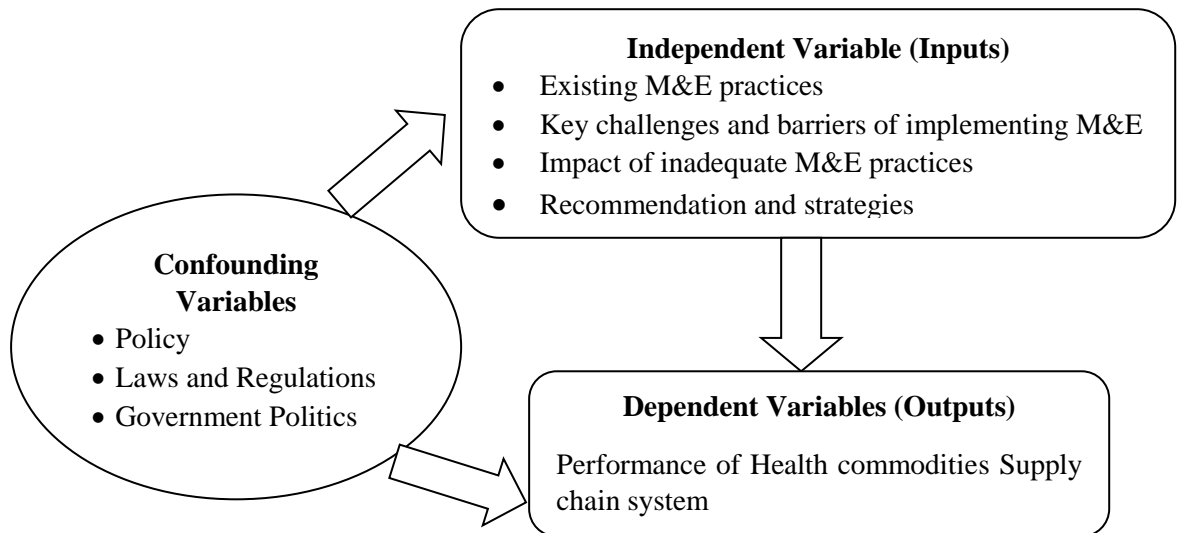 Independent Variable (Inputs)
• Existing M&E practices
• Key challenges and barriers of implementing M&E
• Impact of inadequate M&E practices
• Recommendation and strategies
Confounding
Variables
• Policy
• Laws and Regulations
• Government Politics
Dependent Variables (Outputs)
Performance of Health commodities Supply
chain system